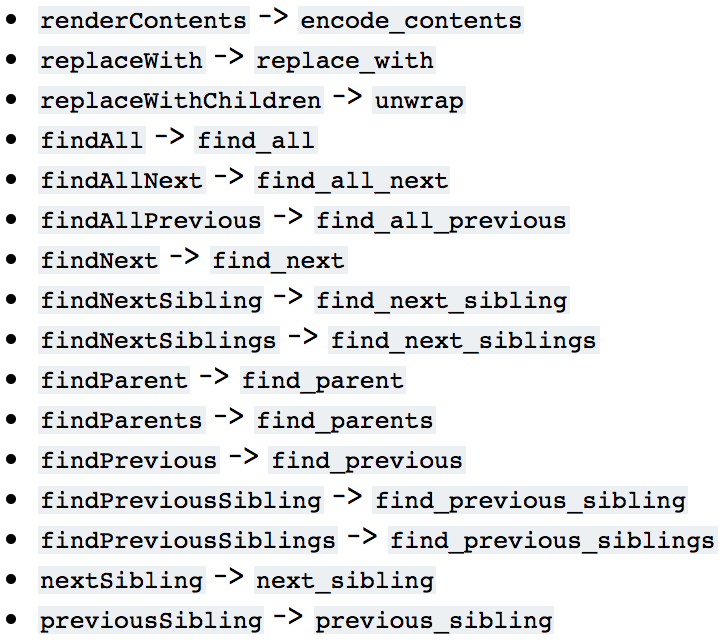 • renderContents -> encode_contents
• replaceWith -> replace_with
• replaceWithChildren -> unwrap
• findAll -> find_all
• findAllNext -> find_all_next
• findAllPrevious -> find_all_previous
• findNext -> find_next
• findNextSibling -> find_next_sibling
• findNextSiblings -> find_next_siblings
• findParent -> find_parent
• findParents -> find_parents
• findPrevious -> find_previous
• findPreviousSibling -> find_previous_sibling
• findPreviousSiblings -> find_previous_siblings
• nextSibling -> next_sibling
• previousSibling -> previous_sibling